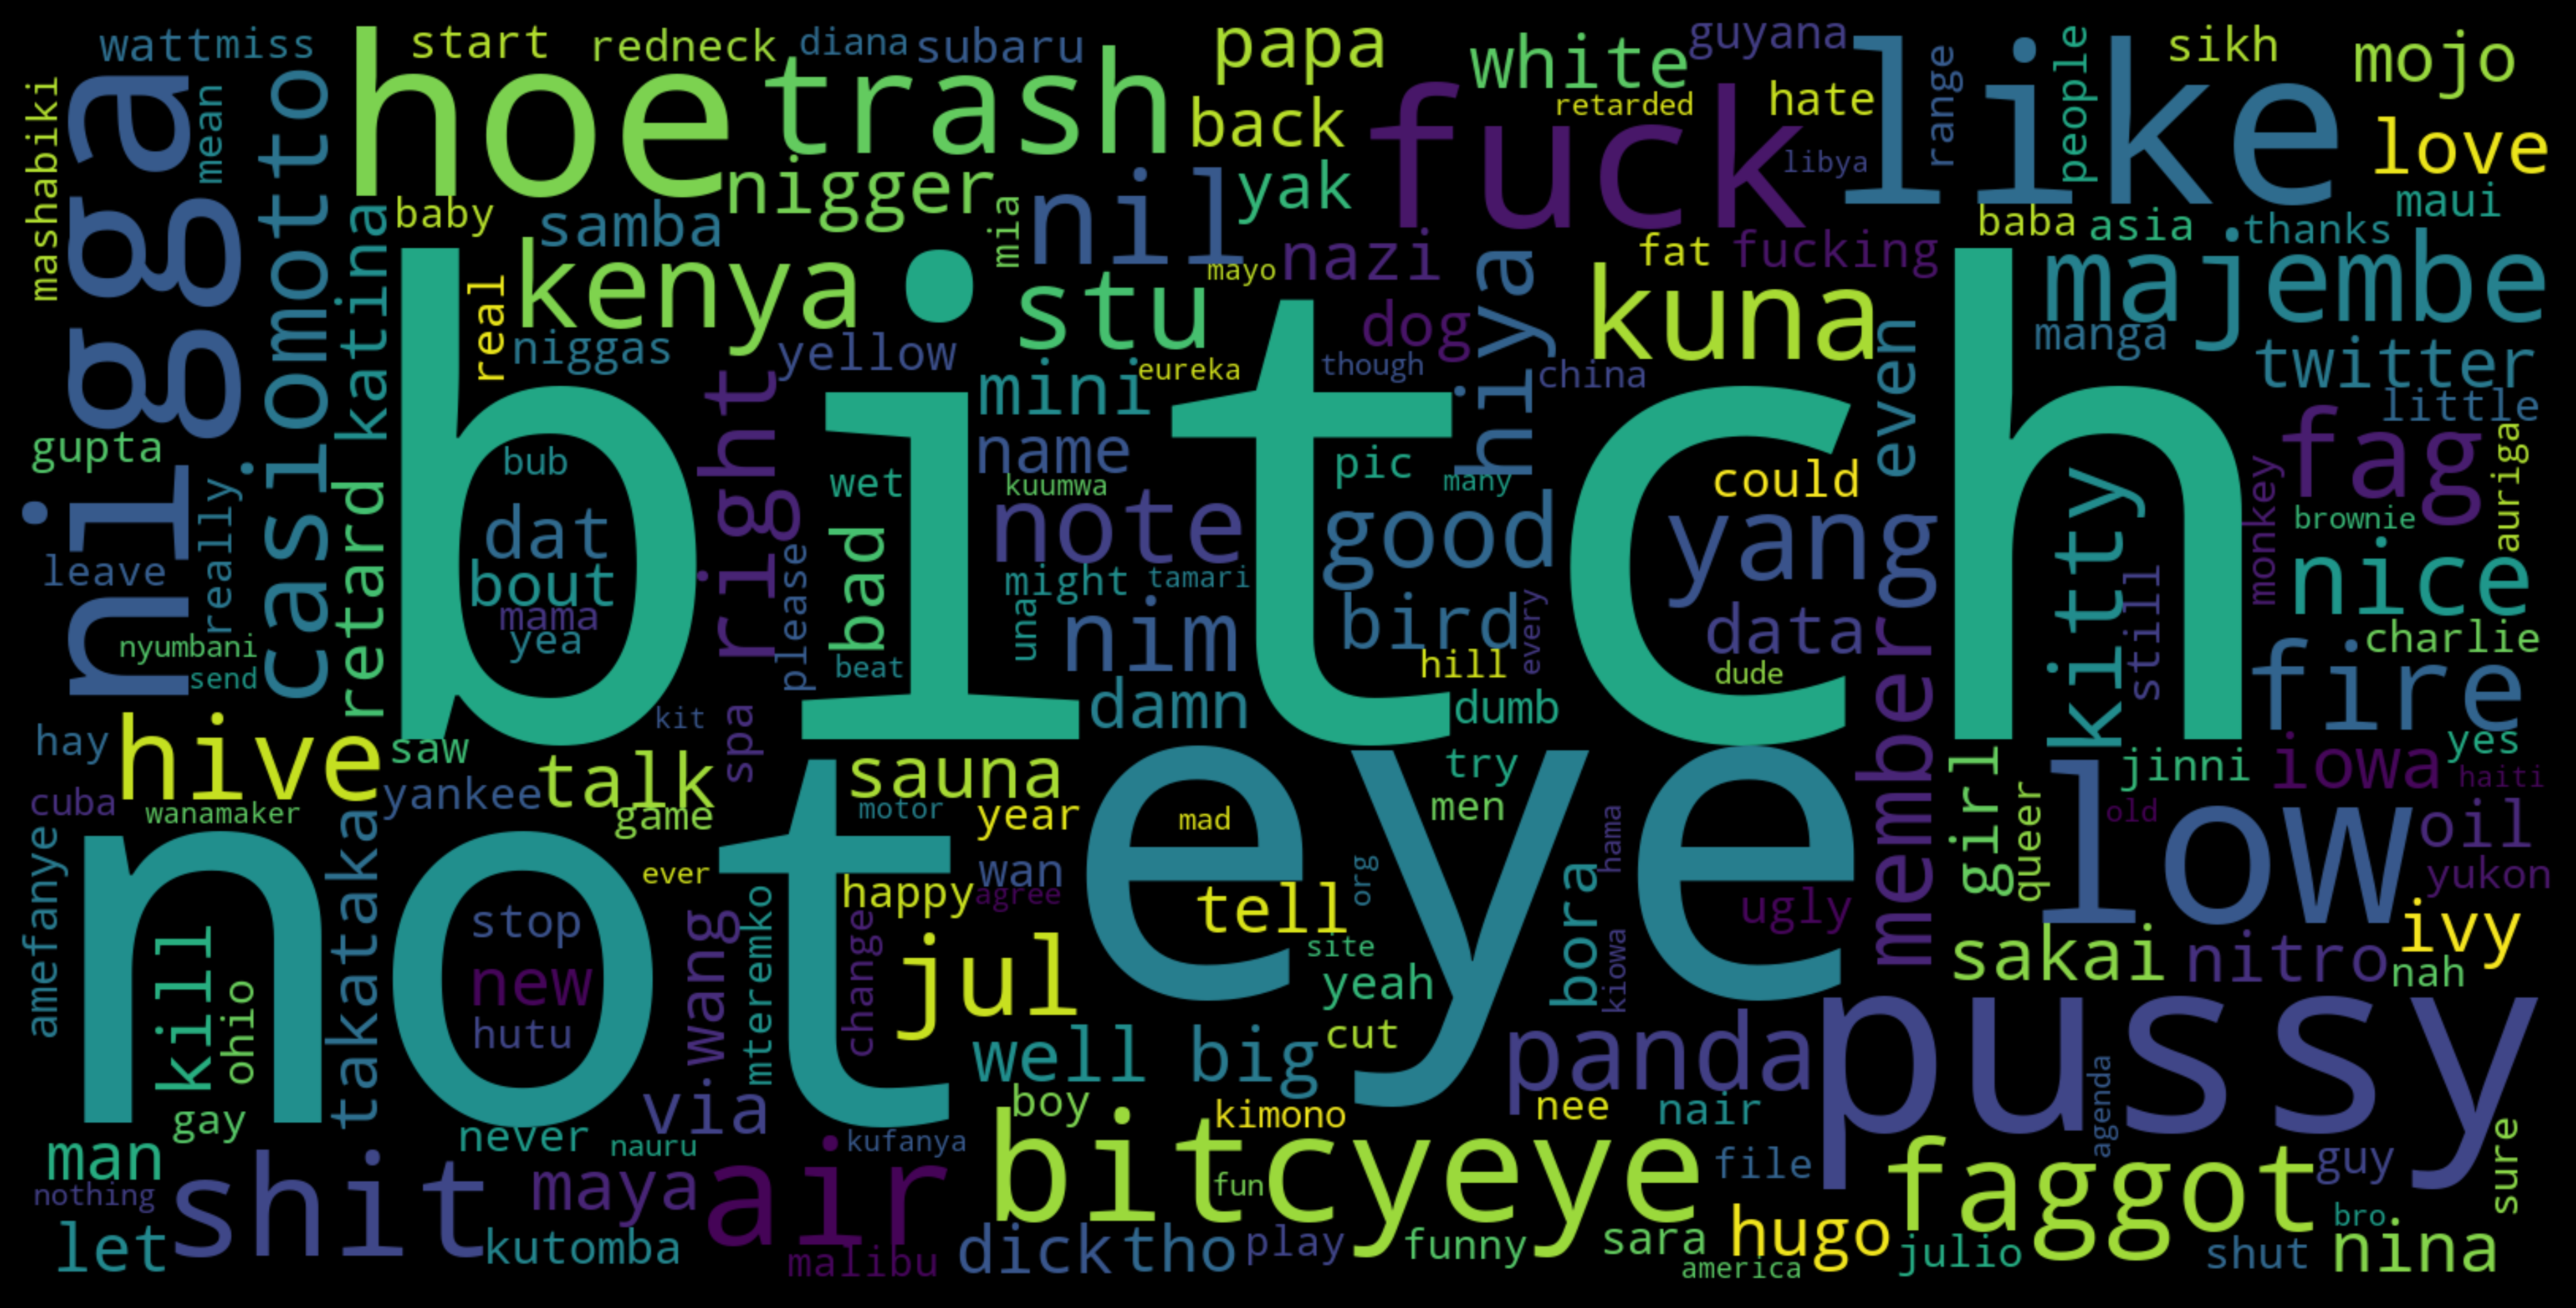 watt miss start redneck diana subaru papa white guyana like range people sikh mojo
mashabiki nigga mean casiomotto hoe trash back fuck retarded hate libya love
baby samba nigger mia nil yak nazi hiya fat fucking baba asia maui thanks
katina real kenya niggas yellow stu mayo dog kuna majembe
eureka though china even manga twitter little
gupta really retard bitch right mini name pic many could kitty fag auriga
bub wet kuumwa monkey brownie
leave dat bout mama yea please bad note might tamari good yang member nice
nyumbani send beat una nim bird every data dude still charlie fire
hay hive saw kit spa damn hill dumb jinni iowa yes haiti
cuba wanamaker yankee talk sauna game motor year eye try men mad girl queer low old oil yukon
amefanye takataka not ever happy wan agree tell org bora hama ugly ivy
kill ohio stop new hutu wang mteremko change jul site yeah kiowa sakai nitro nah
well big cut panda pussy agenda
gay via boy kimono nee nair
man never nauru kufanya bitcyeye fun file faggot guy sure
nothing shit maya air
let kutomba malibu dick tho play funny sara america hugo julio shut bro nina